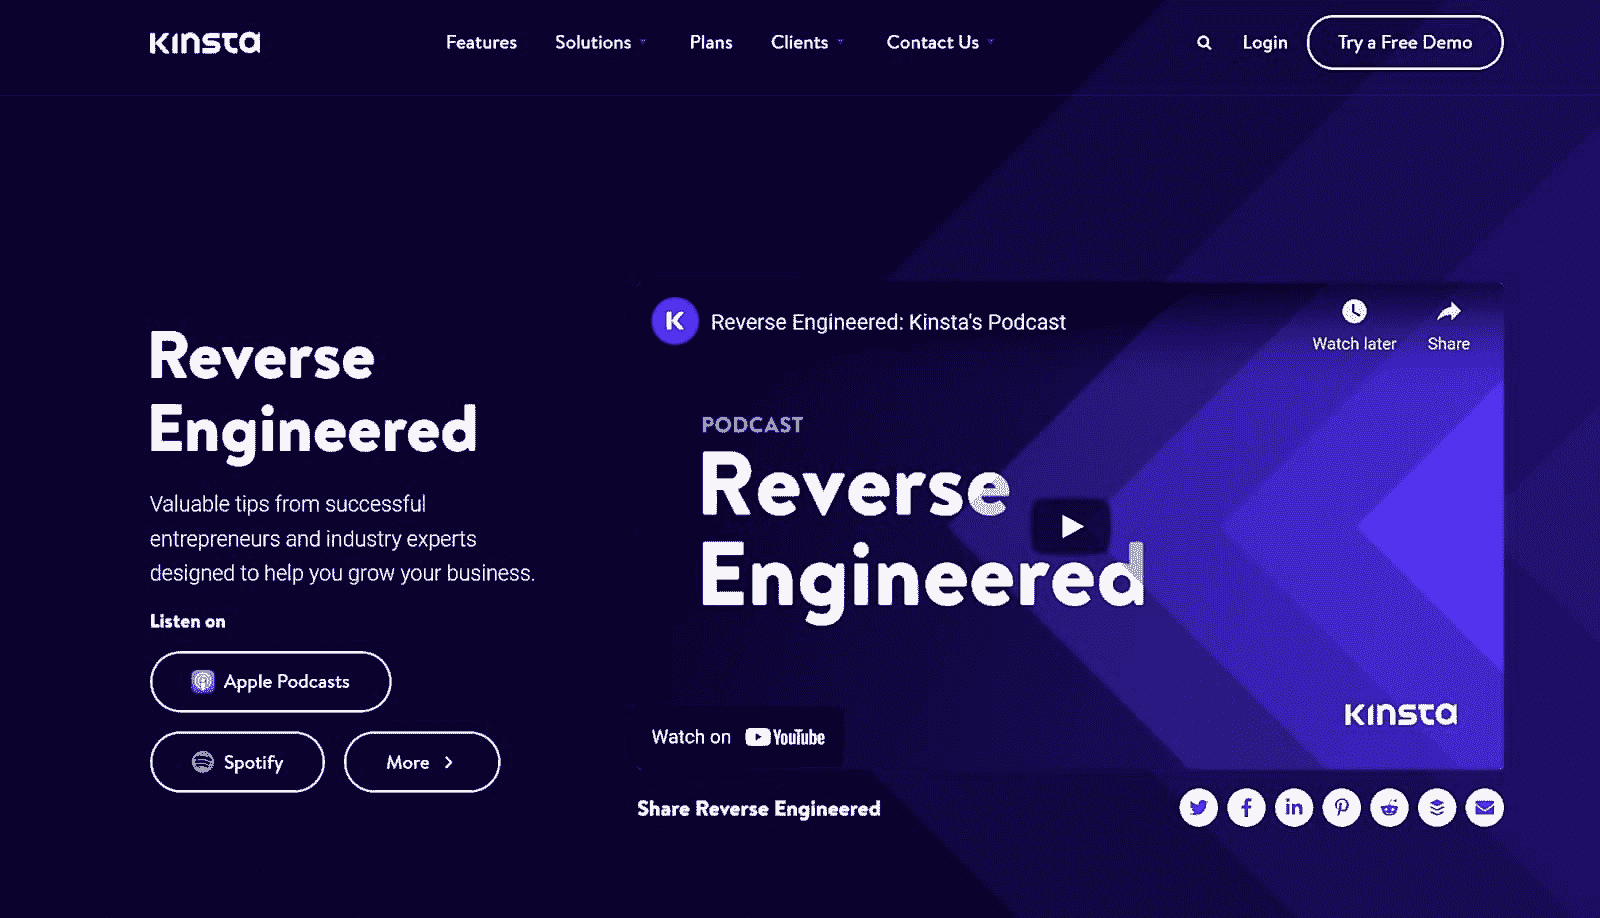 KINSTA
Features
Solutions
Plans
Clients
Contact Us
Login
Try a Free Demo
Reverse
Engineered
Valuable tips from successful
entrepreneurs and industry experts
designed to help you grow your business.
Listen on
Apple Podcasts
Spotify
More
K
Reverse Engineered: Kinsta's Podcast
Watch later
Share
PODCAST
Reverse
Engineered
KINSTA
Watch on YouTube
Share Reverse Engineered